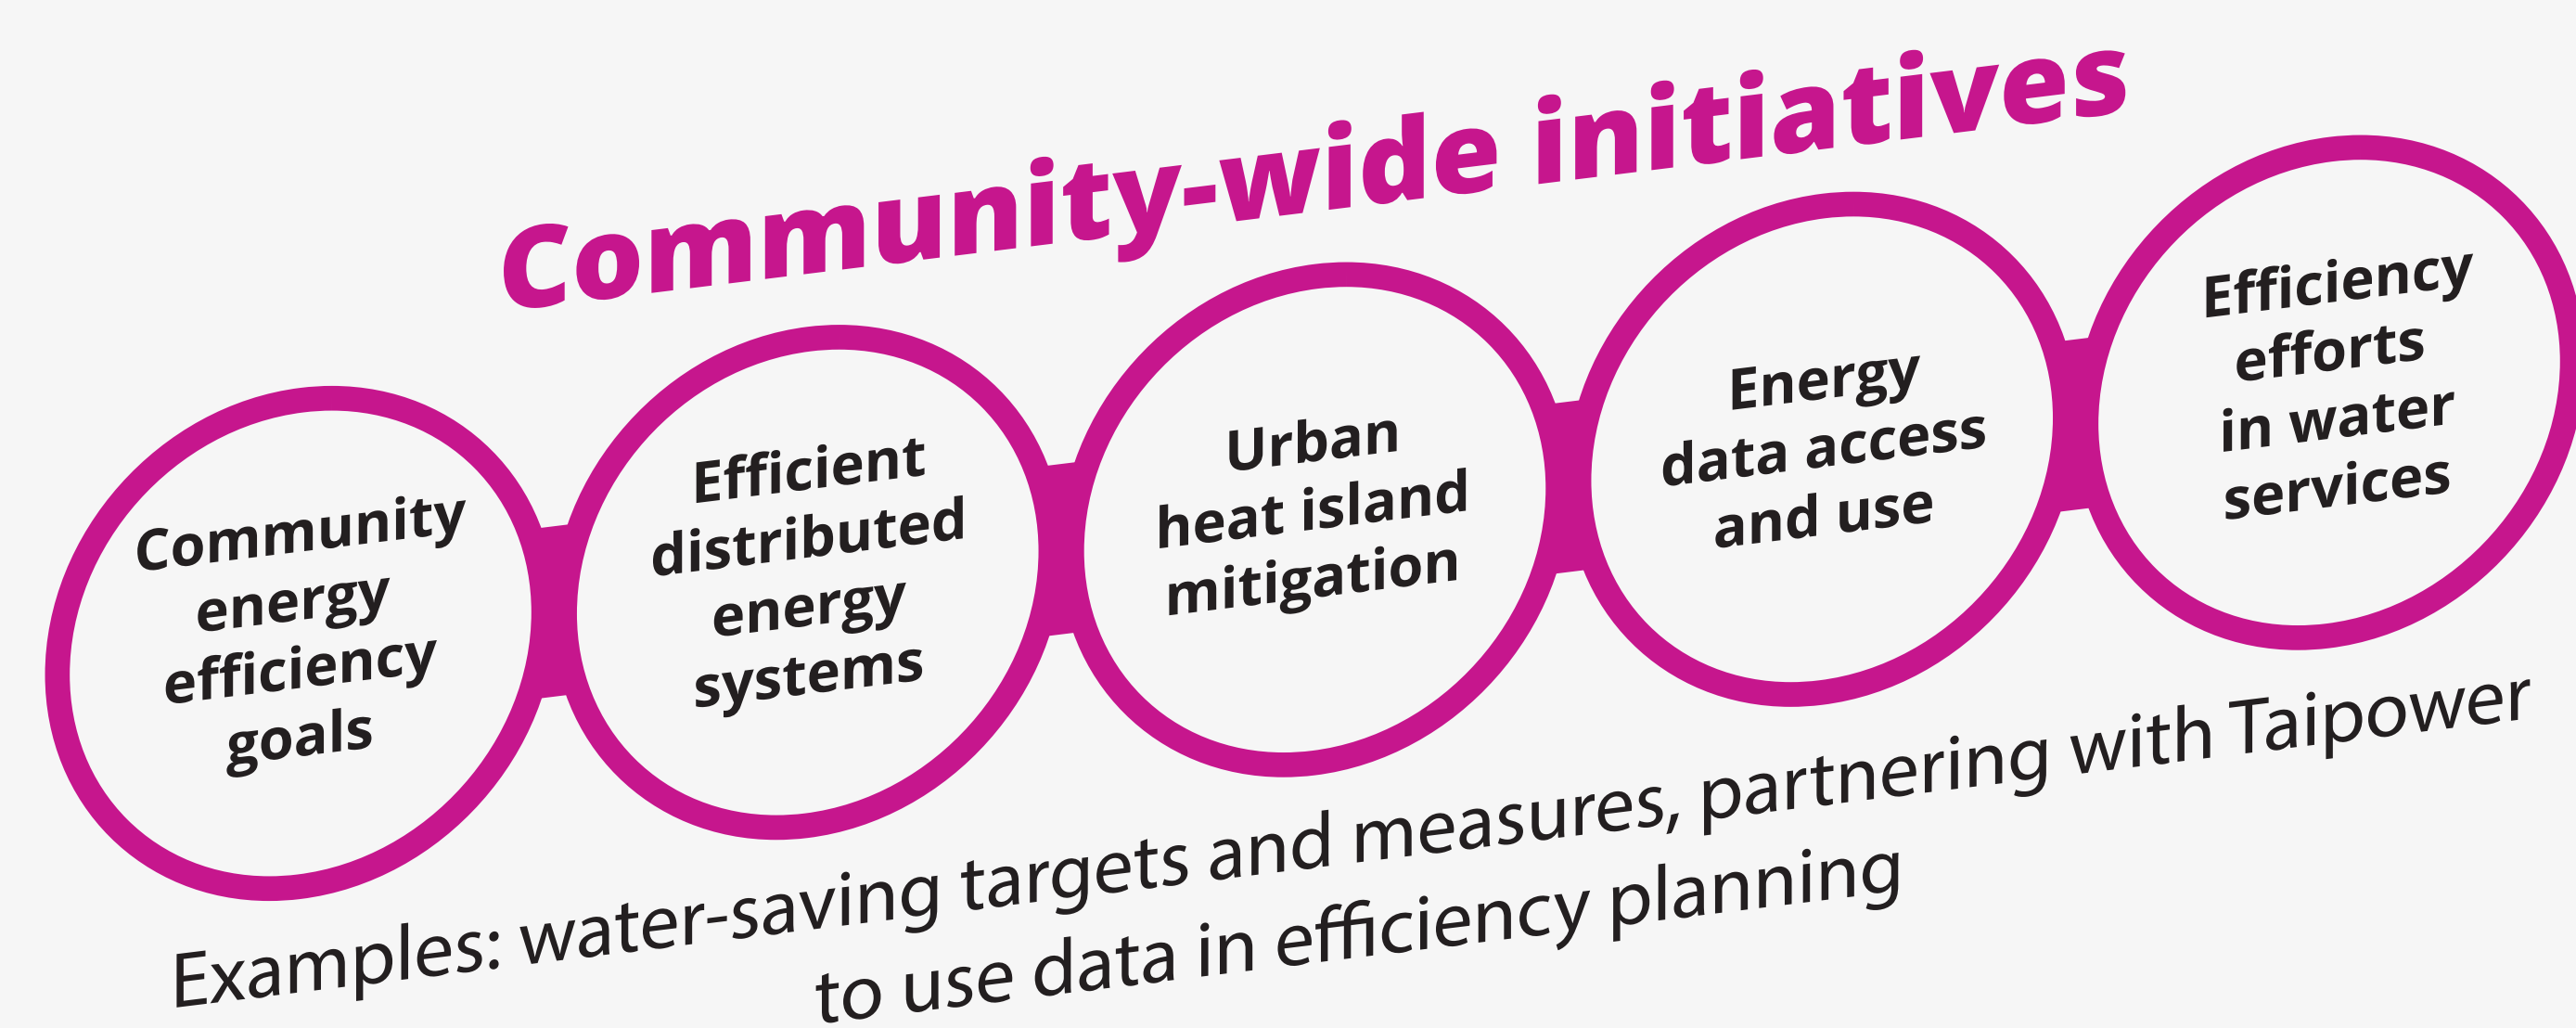 Community-wide initiatives
Community
energy
efficiency
goals
Efficient
distributed
energy
systems
Urban
heat island
mitigation
Energy
data access
and use
Efficiency
efforts
in water
services
Examples: water-saving targets and measures, partnering with Taipower
to use data in efficiency planning